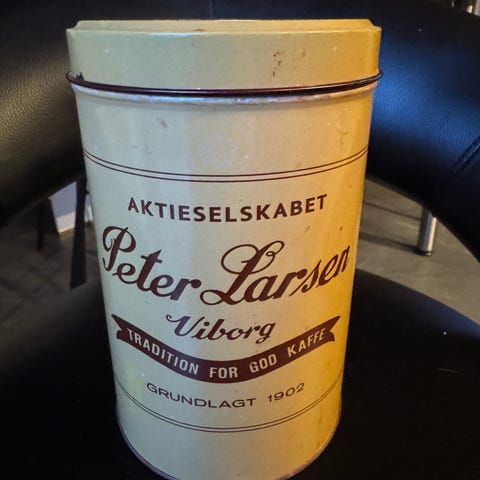 AKTIESELSKABET
Peter Larsen
Viborg
TRADITION FOR GOD KAFFE
GRUNDLAGT 1902